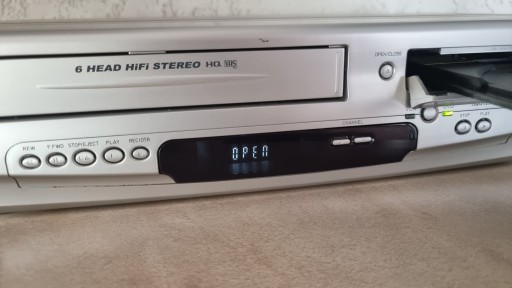 6 HEAD HiFi STEREO HQ VHS
OPEN/CLOSE
CHANNEL
REW F.FWD STOP/EJECT PLAY REC/OTR
STOP PLAY
OPEN